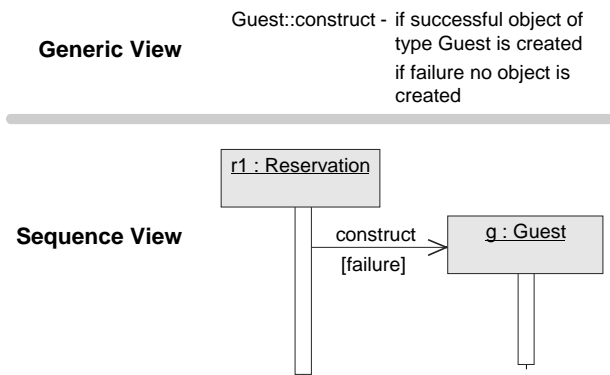 Generic View
Guest::construct - if successful object of
type Guest is created
if failure no object is
created
r1 : Reservation
Sequence View
construct
[failure]
g : Guest